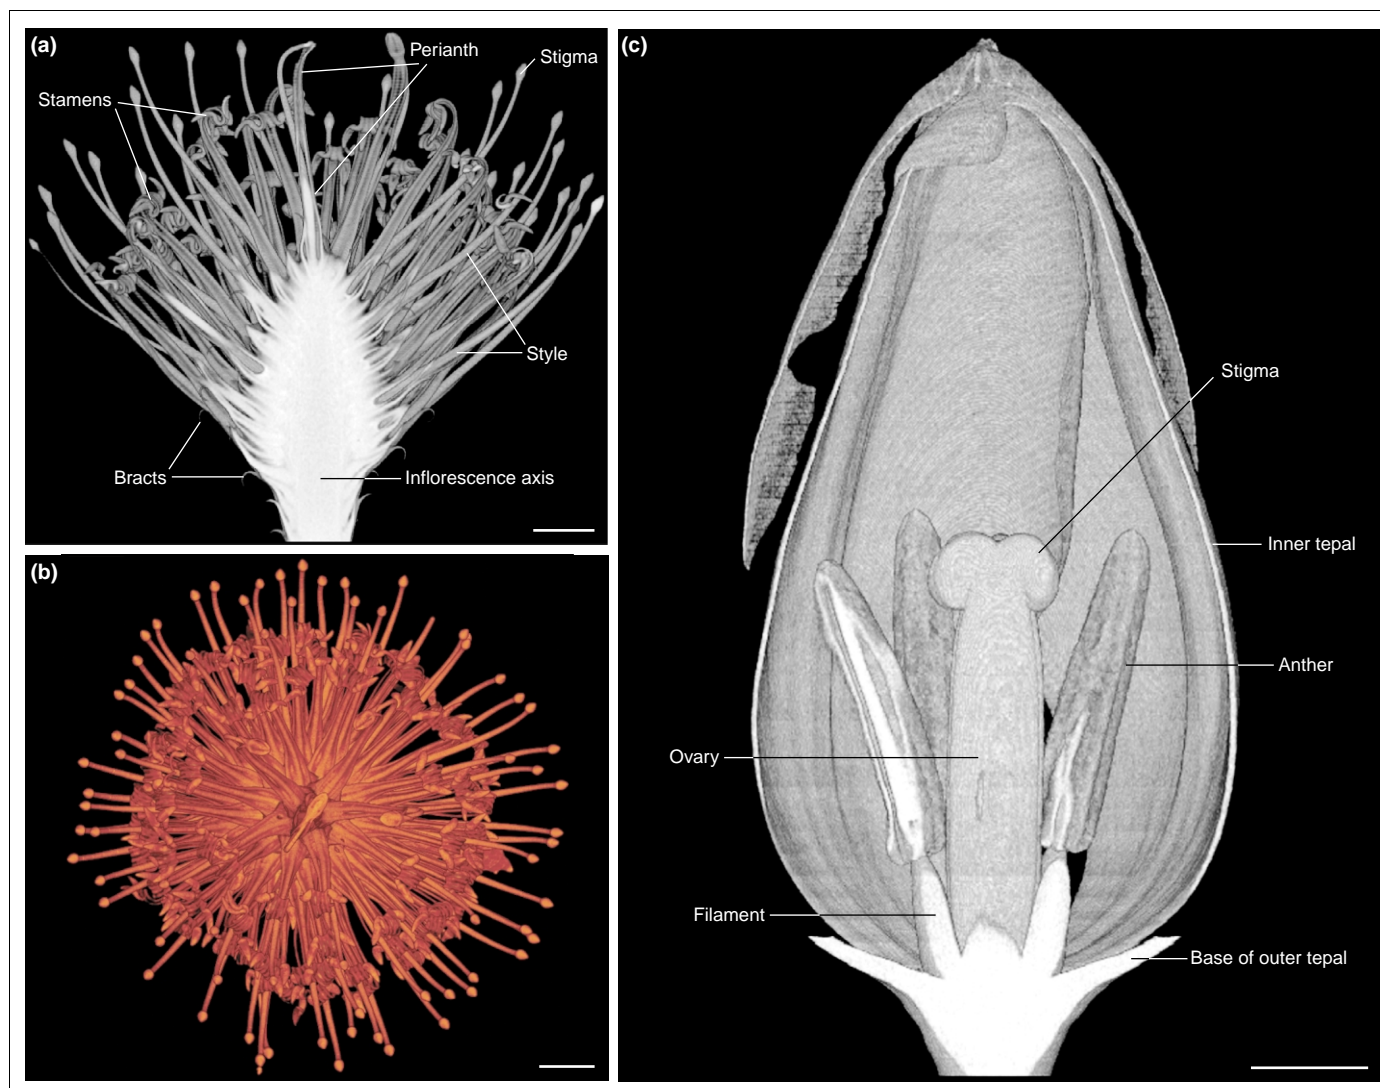 (a)
Perianth
Stigma
Stamens
Style
Bracts
Inflorescence axis
(b)
(c)
Stigma
Inner tepal
Anther
Ovary
Filament
Base of outer tepal